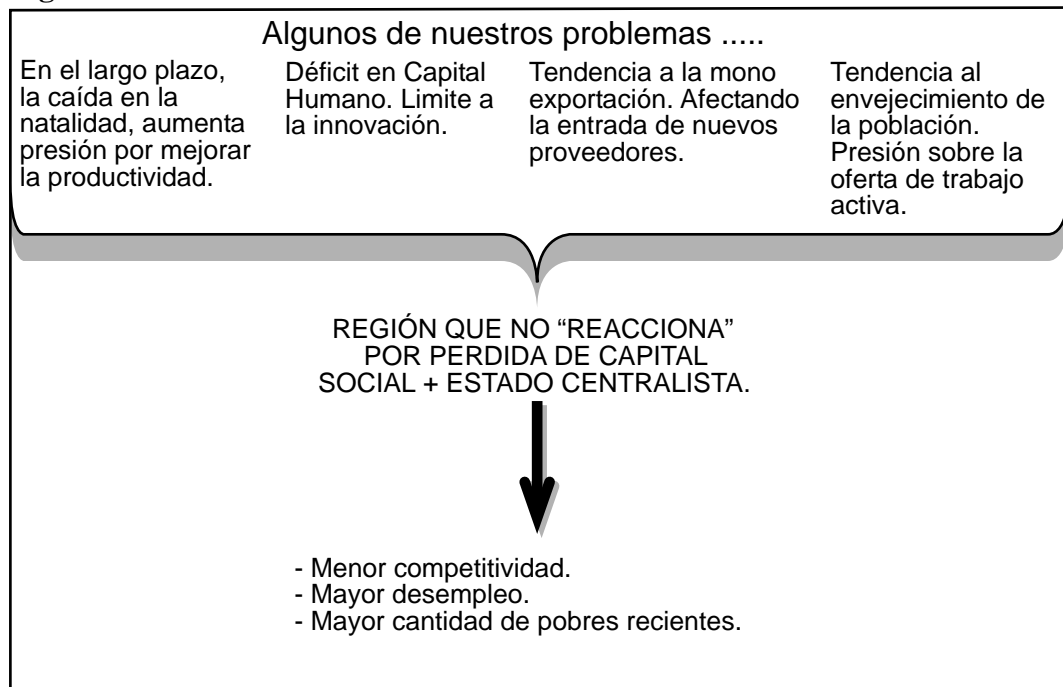 Algunos de nuestros problemas .....
En el largo plazo,
la caída en la
natalidad, aumenta
presión por mejorar
la productividad.
Déficit en Capital
Humano. Limite a
la innovación.
Tendencia a la mono
exportación. Afectando
la entrada de nuevos
proveedores.
Tendencia al
envejecimiento de
la población.
Presión sobre la
oferta de trabajo
activa.
REGIÓN QUE NO “REACCIONA”
POR PERDIDA DE CAPITAL
SOCIAL + ESTADO CENTRALISTA.
- Menor competitividad.
- Mayor desempleo.
- Mayor cantidad de pobres recientes.